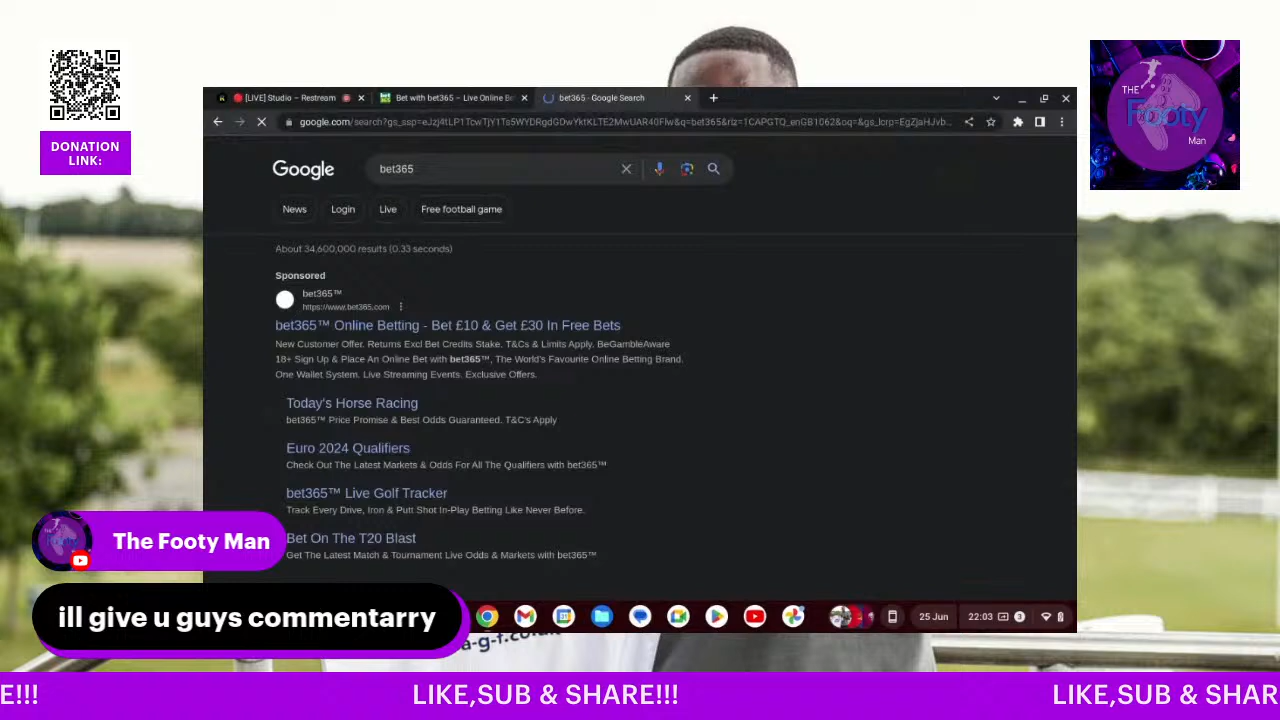 DONATION
LINK:
[LIVE] Studio – Restream
Bet with bet365 – Live Online Be
bet365 - Google Search
google.com/search?gs_ssp=
Google
bet365
News
Login
Live
Free football game
About 34,600,000 results (0.33 seconds)
Sponsored
bet365™
https://www.bet365.com
bet365™ Online Betting - Bet £10 & Get £30 In Free Bets
New Customer Offer. Returns Excl Bet Credits Stake. T&Cs & Limits Apply. BeGambleAware
18+ Sign Up & Place An Online Bet with bet365™, The World's Favourite Online Betting Brand.
One Wallet System. Live Streaming Events. Exclusive Offers.
Today's Horse Racing
bet365™ Price Promise & Best Odds Guaranteed. T&C's Apply
Euro 2024 Qualifiers
Check Out The Latest Markets & Odds For All The Qualifiers with bet365™
bet365™ Live Golf Tracker
Track Every Drive, Iron & Putt Shot In-Play Betting Like Never Before.
Bet On The T20 Blast
Get The Latest Match & Tournament Live Odds & Markets with bet365™
THE
Footy
Man
The Footy Man
ill give u guys commentarry
25 Jun
22:03
3
a-g-f.co.u
E!!!
LIKE,SUB & SHARE!!!
LIKE,SUB & SHAR